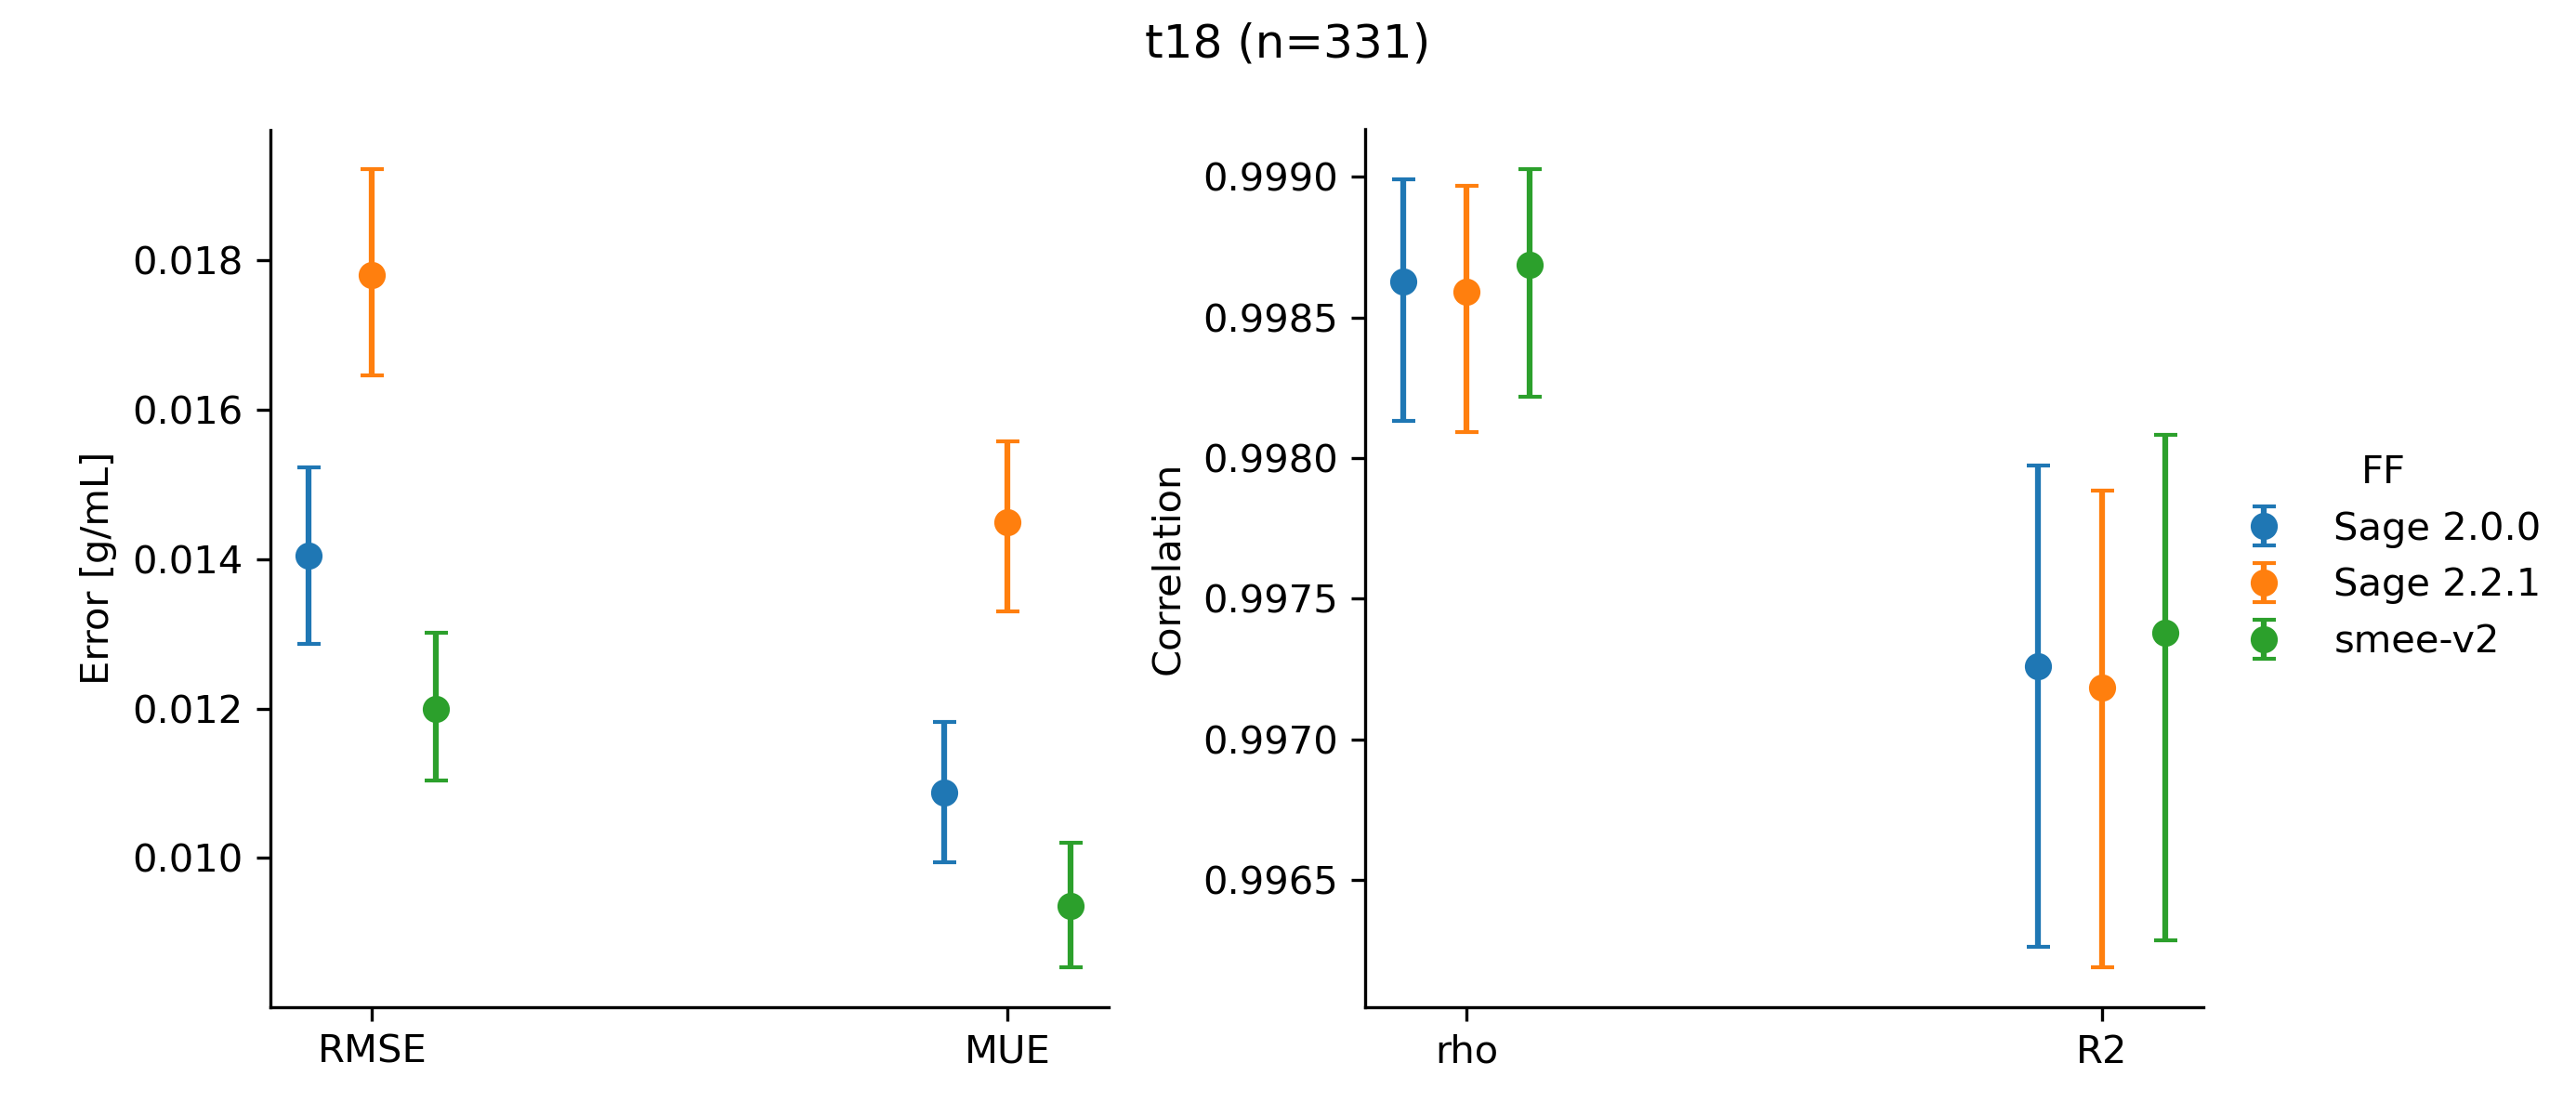 t18 (n=331)
Error [g/mL]
0.018
0.016
0.014
0.012
0.010
RMSE
MUE
Correlation
0.9990
0.9985
0.9980
0.9975
0.9970
0.9965
rho
R2
FF
Sage 2.0.0
Sage 2.2.1
smee-v2